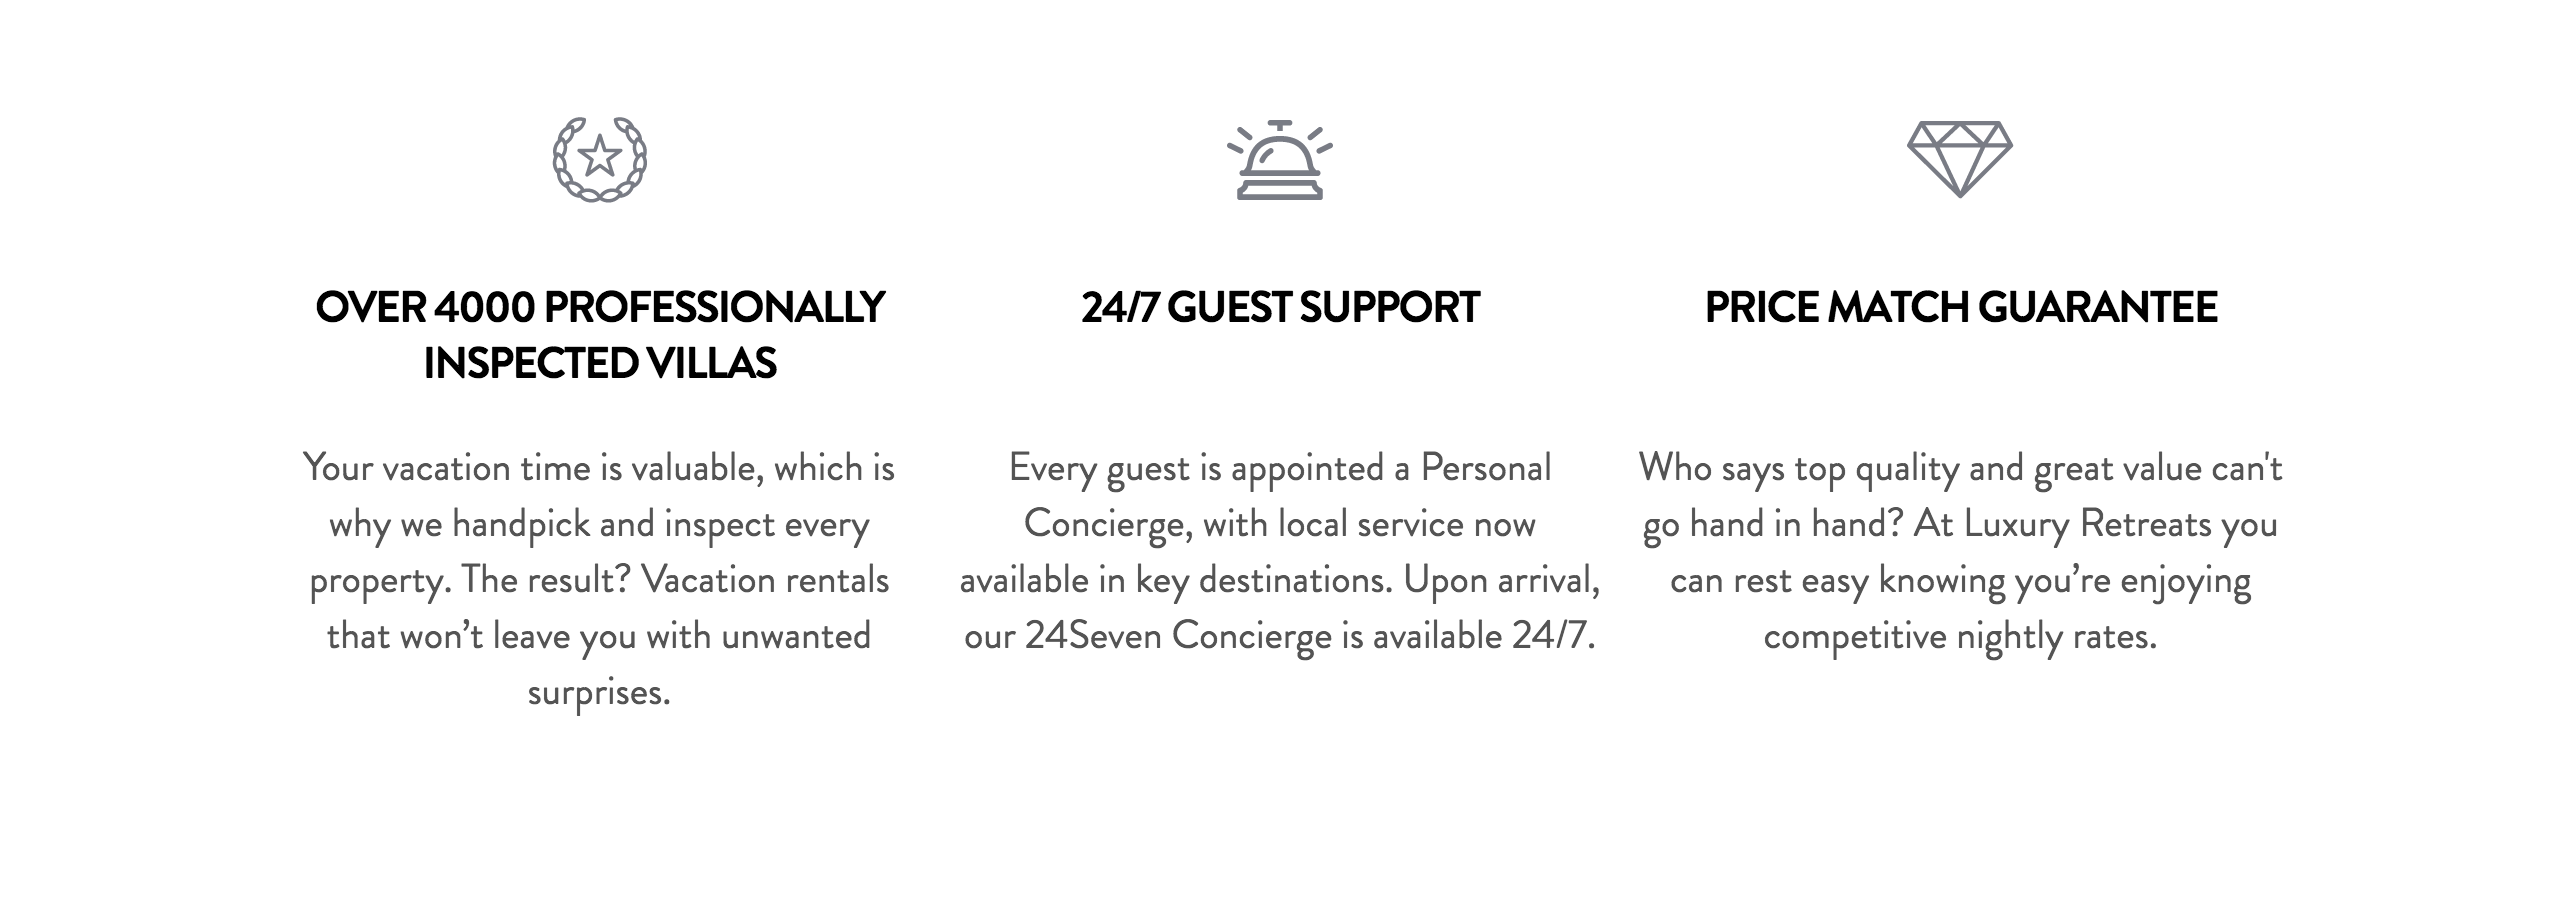 OVER 4000 PROFESSIONALLY
INSPECTED VILLAS
Your vacation time is valuable, which is
why we handpick and inspect every
property. The result? Vacation rentals
that won’t leave you with unwanted
surprises.
24/7 GUEST SUPPORT
Every guest is appointed a Personal
Concierge, with local service now
available in key destinations. Upon arrival,
our 24Seven Concierge is available 24/7.
PRICE MATCH GUARANTEE
Who says top quality and great value can't
go hand in hand? At Luxury Retreats you
can rest easy knowing you’re enjoying
competitive nightly rates.